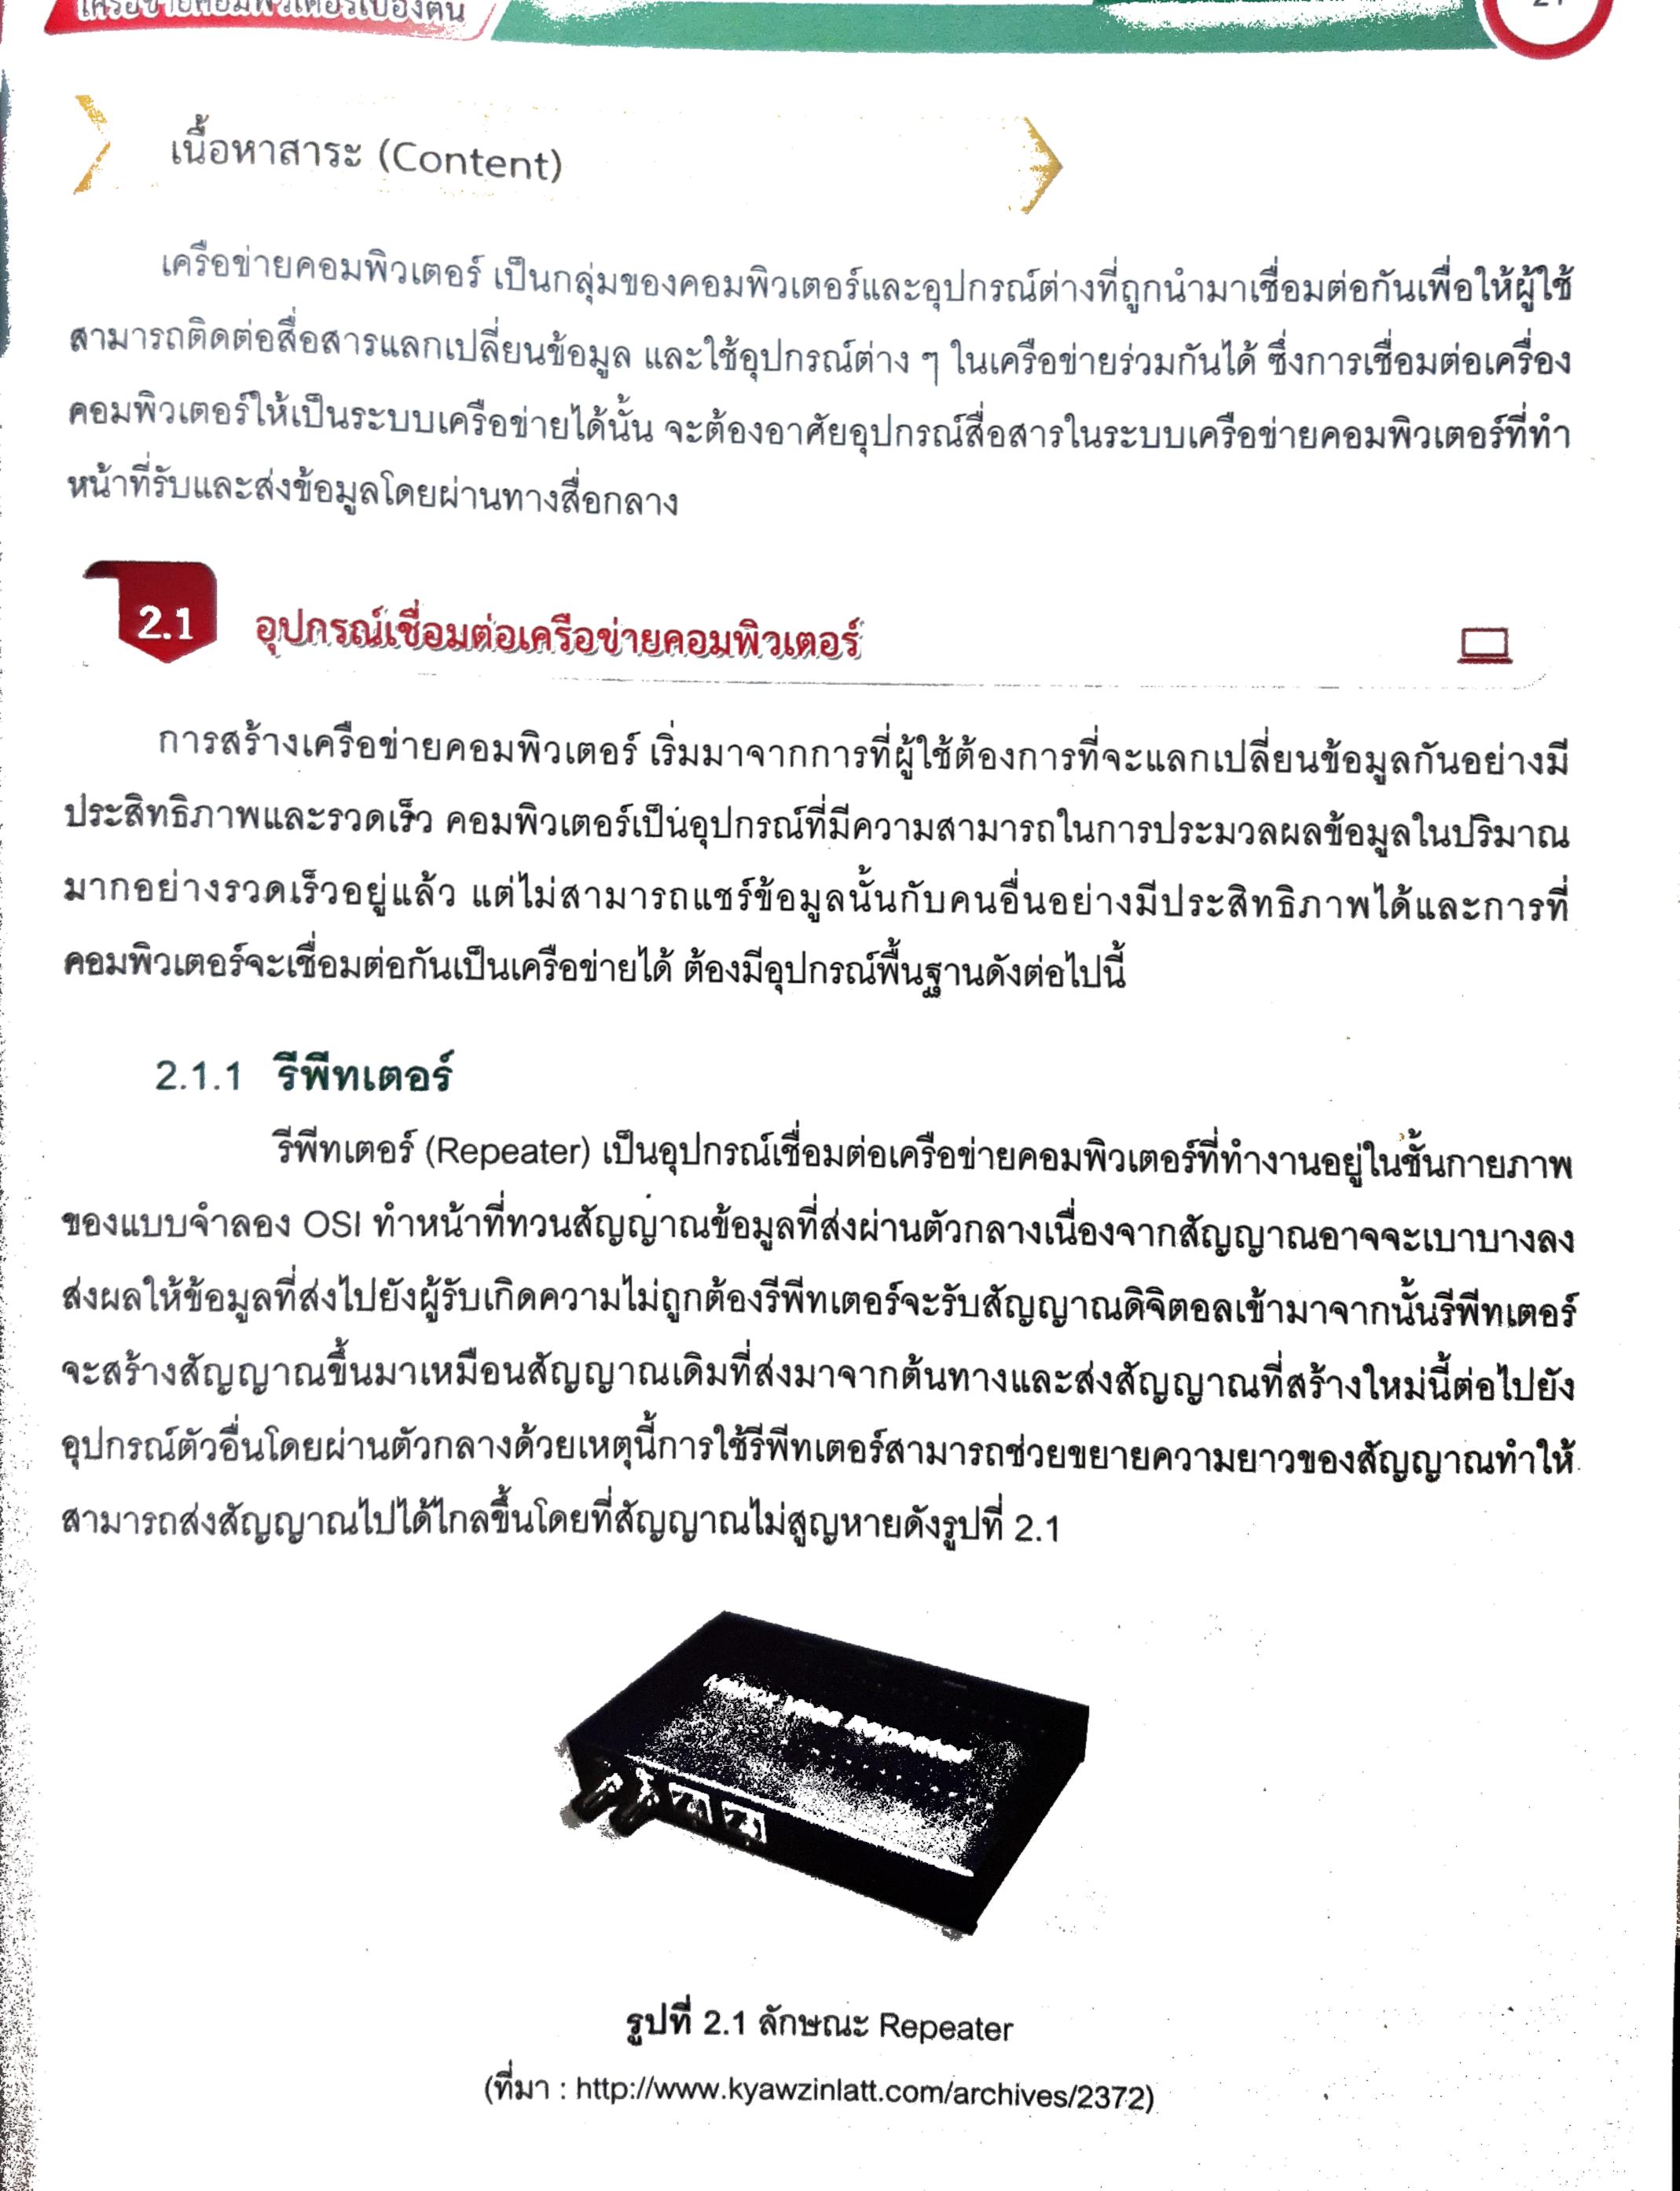 เครือข่ายคอมพิวเตอร์เบื้องต้น
เนื้อหาสาระ (Content)
เครือข่ายคอมพิวเตอร์ เป็นกลุ่มของคอมพิวเตอร์และอุปกรณ์ต่างที่ถูกนำมาเชื่อมต่อกันเพื่อให้ผู้ใช้
สามารถติดต่อสื่อสารแลกเปลี่ยนข้อมูล และใช้อุปกรณ์ต่าง ๆ ในเครือข่ายร่วมกันได้ ซึ่งการเชื่อมต่อเครื่อง
คอมพิวเตอร์ให้เป็นระบบเครือข่ายได้นั้น จะต้องอาศัยอุปกรณ์สื่อสารในระบบเครือข่ายคอมพิวเตอร์ที่ทำ
หน้าที่รับและส่งข้อมูลโดยผ่านทางสื่อกลาง
2.1 อุปกรณ์เชื่อมต่อเครือข่ายคอมพิวเตอร์
การสร้างเครือข่ายคอมพิวเตอร์ เริ่มมาจากการที่ผู้ใช้ต้องการที่จะแลกเปลี่ยนข้อมูลกันอย่างมี
ประสิทธิภาพและรวดเร็ว คอมพิวเตอร์เป็นอุปกรณ์ที่มีความสามารถในการประมวลผลข้อมูลในปริมาณ
มากอย่างรวดเร็วอยู่แล้ว แต่ไม่สามารถแชร์ข้อมูลนั้นกับคนอื่นอย่างมีประสิทธิภาพได้และการที่
คอมพิวเตอร์จะเชื่อมต่อกันเป็นเครือข่ายได้ ต้องมีอุปกรณ์พื้นฐานดังต่อไปนี้
2.1.1 รีพีทเตอร์
รีพีทเตอร์ (Repeater) เป็นอุปกรณ์เชื่อมต่อเครือข่ายคอมพิวเตอร์ที่ทำงานอยู่ในชั้นกายภาพ
ของแบบจำลอง OSI ทำหน้าที่ทวนสัญญาณข้อมูลที่ส่งผ่านตัวกลางเนื่องจากสัญญาณอาจจะเบาบางลง
ส่งผลให้ข้อมูลที่ส่งไปยังผู้รับเกิดความไม่ถูกต้องรีพีทเตอร์จะรับสัญญาณดิจิตอลเข้ามาจากนั้นรีพีทเตอร์
จะสร้างสัญญาณขึ้นมาเหมือนสัญญาณเดิมที่ส่งมาจากต้นทางและส่งสัญญาณที่สร้างใหม่นี้ต่อไปยัง
อุปกรณ์ตัวอื่นโดยผ่านตัวกลางด้วยเหตุนี้การใช้รีพีทเตอร์สามารถช่วยขยายความยาวของสัญญาณทำให้
สามารถส่งสัญญาณไปได้ไกลขึ้นโดยที่สัญญาณไม่สูญหายดังรูปที่ 2.1
Repeater
รูปที่ 2.1 ลักษณะ Repeater
(ที่มา : http://www.kyawzinlatt.com/archives/2372)